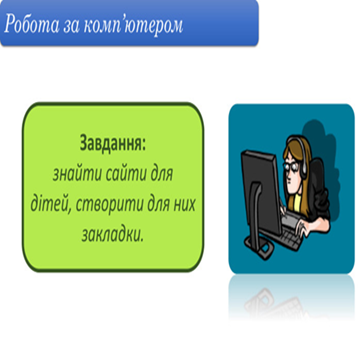 Робота за комп’ютером
Завдання:
знайти сайти для
дітей, створити для них
закладки.